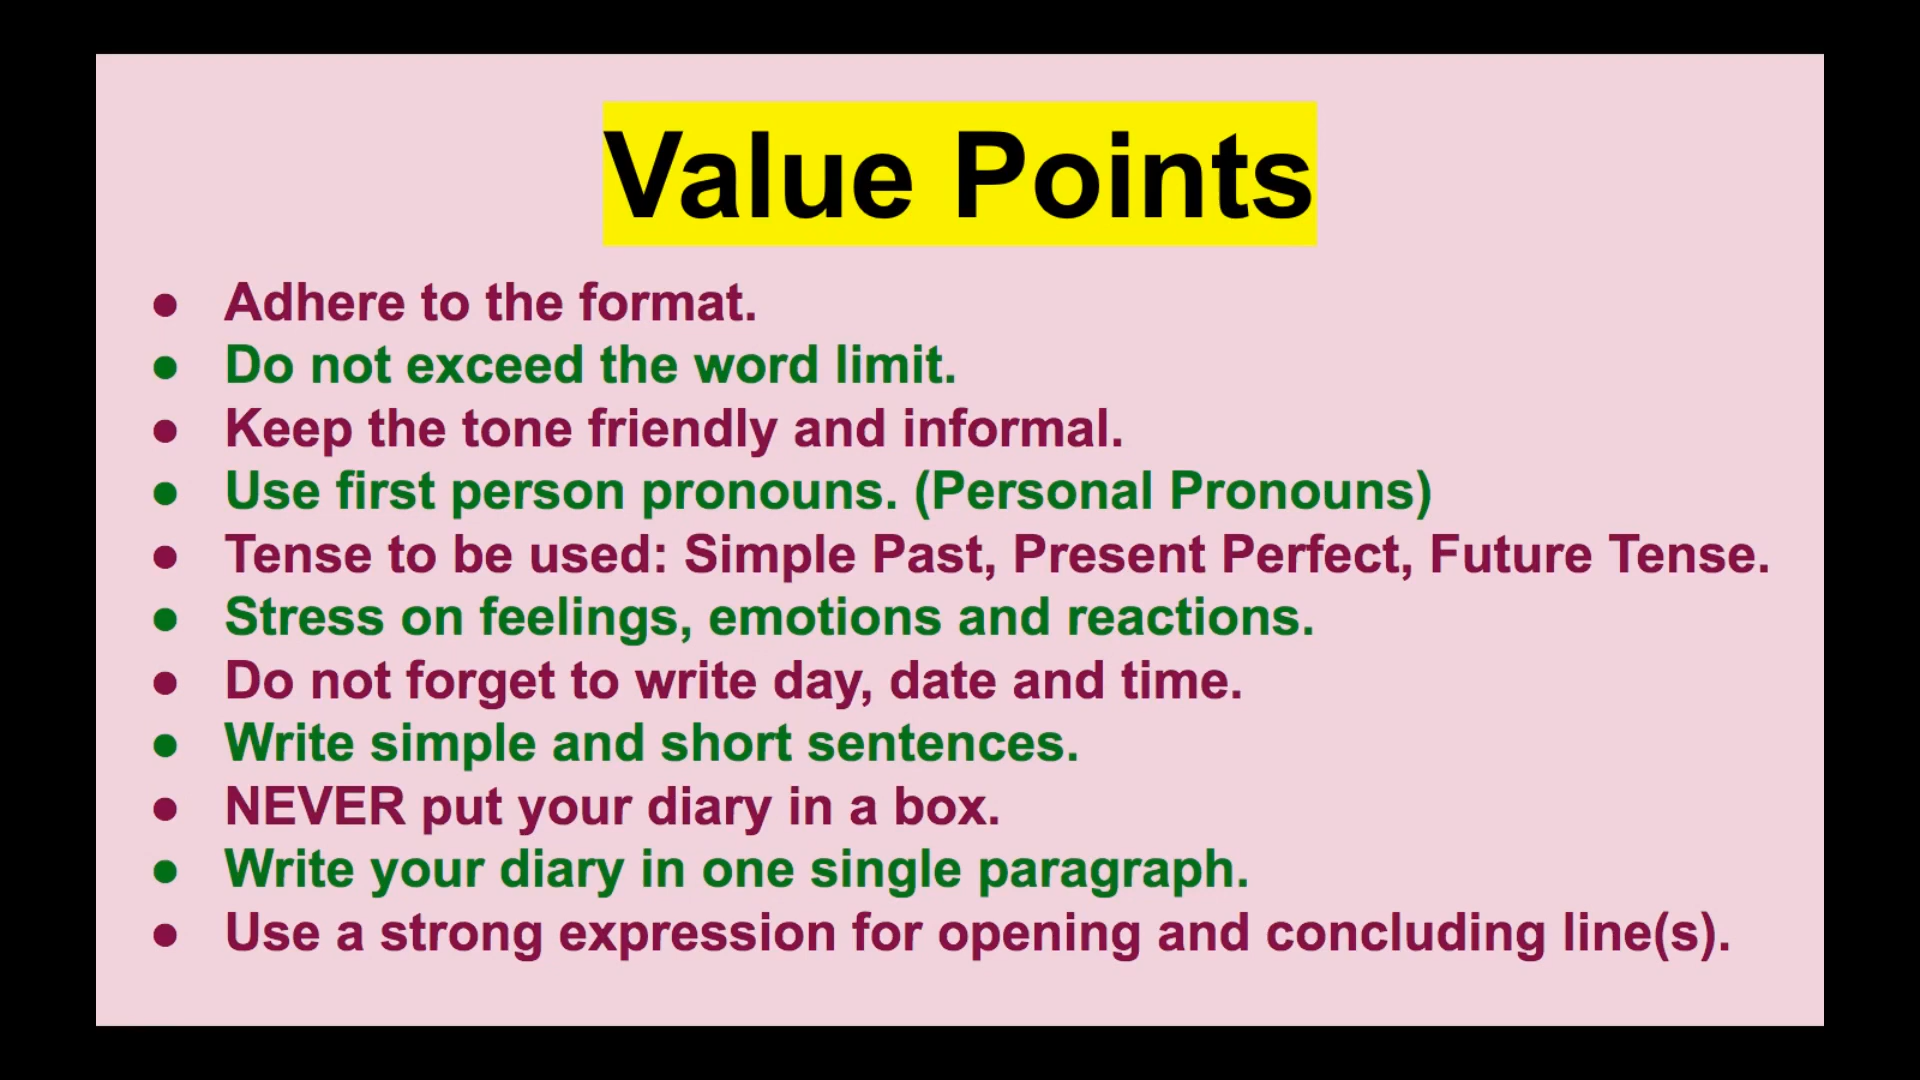 Value Points
● Adhere to the format.
● Do not exceed the word limit.
● Keep the tone friendly and informal.
● Use first person pronouns. (Personal Pronouns)
● Tense to be used: Simple Past, Present Perfect, Future Tense.
● Stress on feelings, emotions and reactions.
● Do not forget to write day, date and time.
● Write simple and short sentences.
● NEVER put your diary in a box.
● Write your diary in one single paragraph.
● Use a strong expression for opening and concluding line(s).